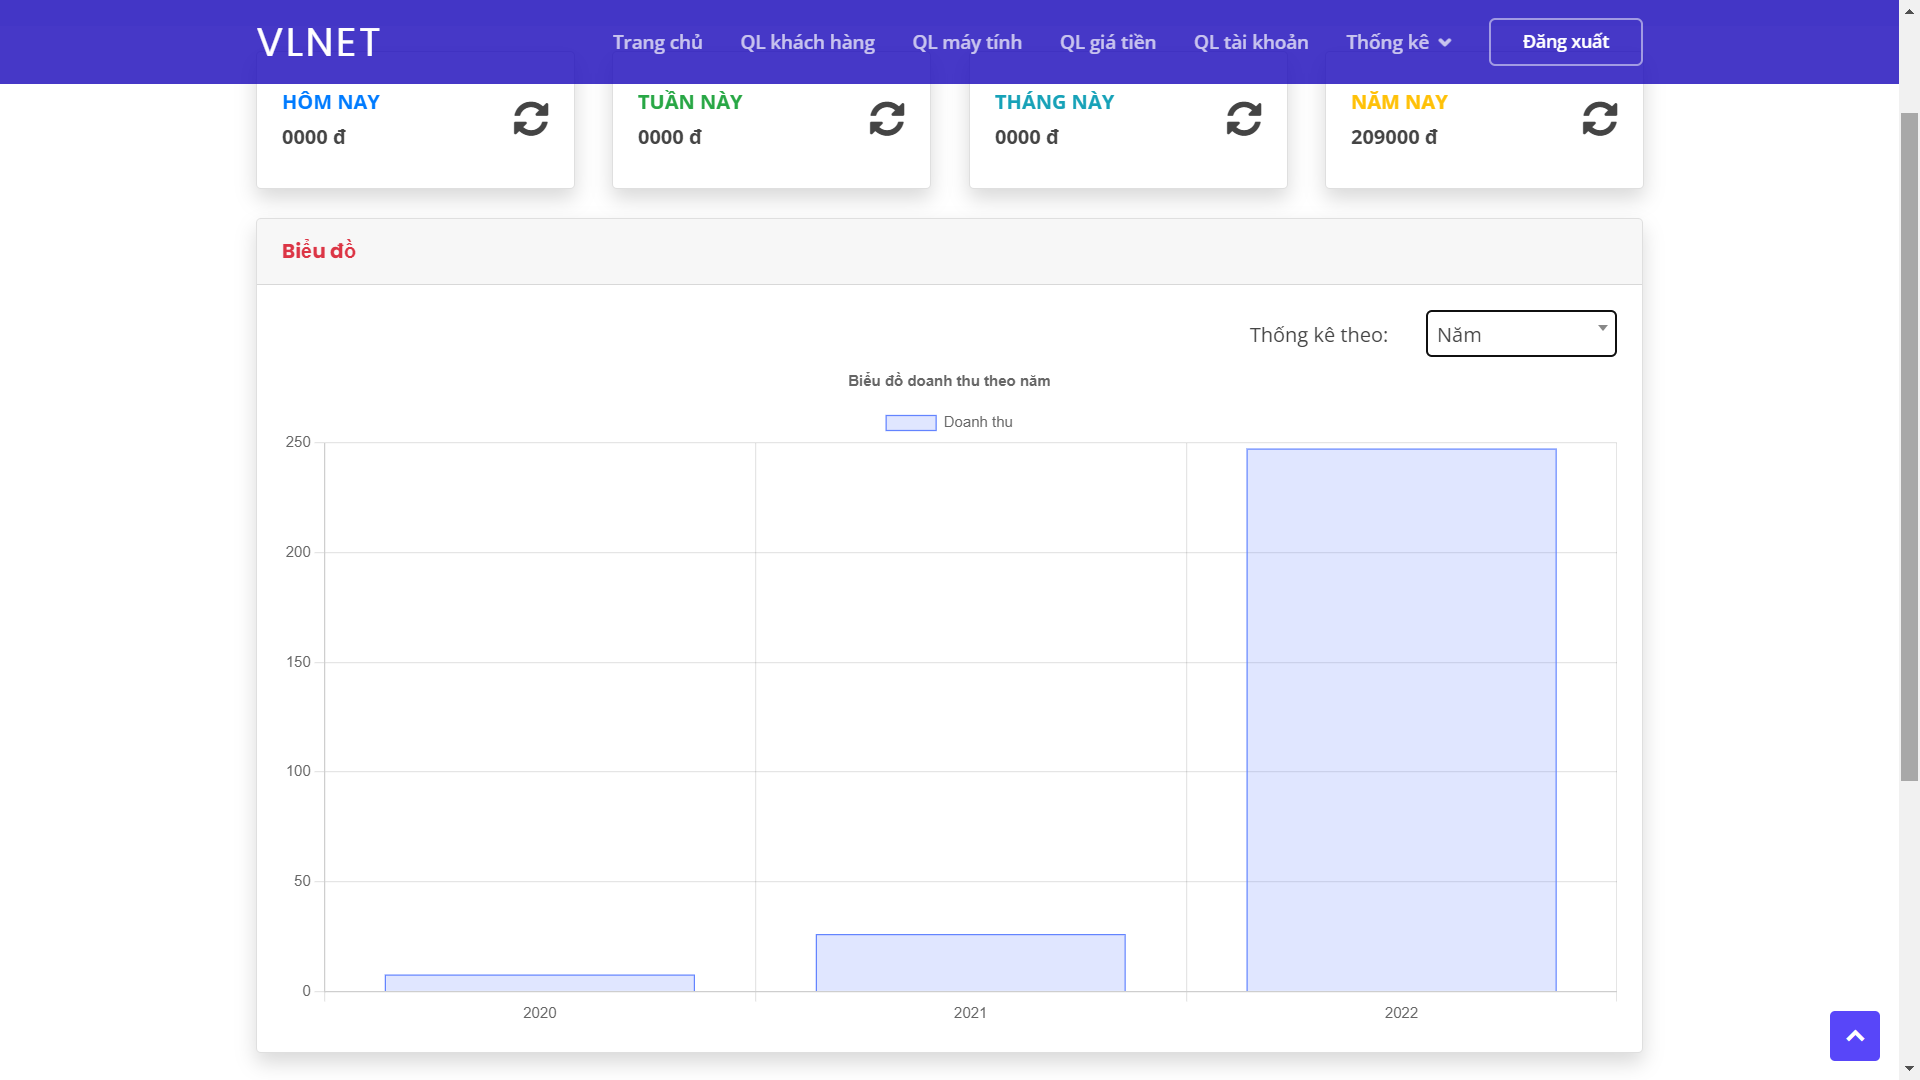 VLNET
Trang chủ
QL khách hàng
QL máy tính
QL giá tiền
QL tài khoản
Thống kê
Đăng xuất
HÔM NAY
0000 đ
TUẦN NÀY
0000 đ
THÁNG NÀY
0000 đ
NĂM NAY
209000 đ
Biểu đồ
Thống kê theo:
Năm
Biểu đồ doanh thu theo năm
Doanh thu
250
200
150
100
50
0
2020
2021
2022